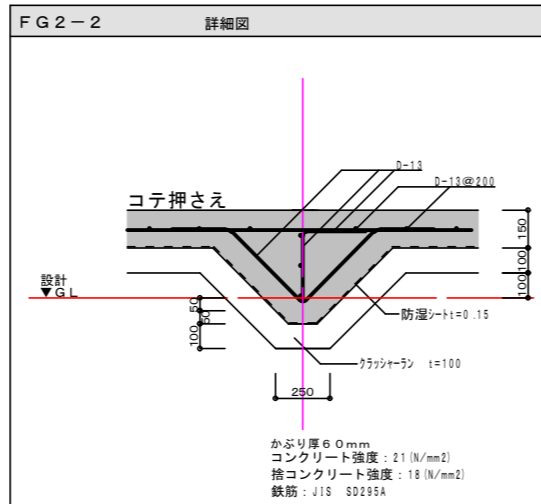 FG2-2 詳細図
D-13
D-13@200
コテ押さえ
150
100
100
設計
▼GL
50
50
100
防湿シートt=0.15
クラッシャーラン t=100
250
かぶり厚60mm
コンクリート強度：21(N/mm2)
捨コンクリート強度：18(N/mm2)
鉄筋：JIS SD295A